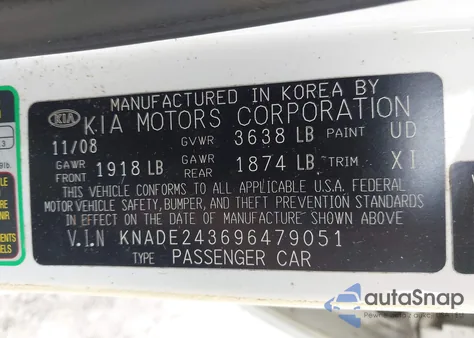 MANUFACTURED IN KOREA BY
KIA KIA MOTORS CORPORATION
11/08 GVWR 3638 LB PAINT UD
GAWR FRONT 1918 LB GAWR REAR 1874 LB TRIM XI
THIS VEHICLE CONFORMS TO ALL APPLICABLE U.S.A. FEDERAL
MOTOR VEHICLE SAFETY, BUMPER, AND THEFT PREVENTION STANDARDS
IN EFFECT ON THE DATE OF MANUFACTURE SHOWN ABOVE
V.I.N KNADE243696479051
TYPE PASSENGER CAR
autoSnap